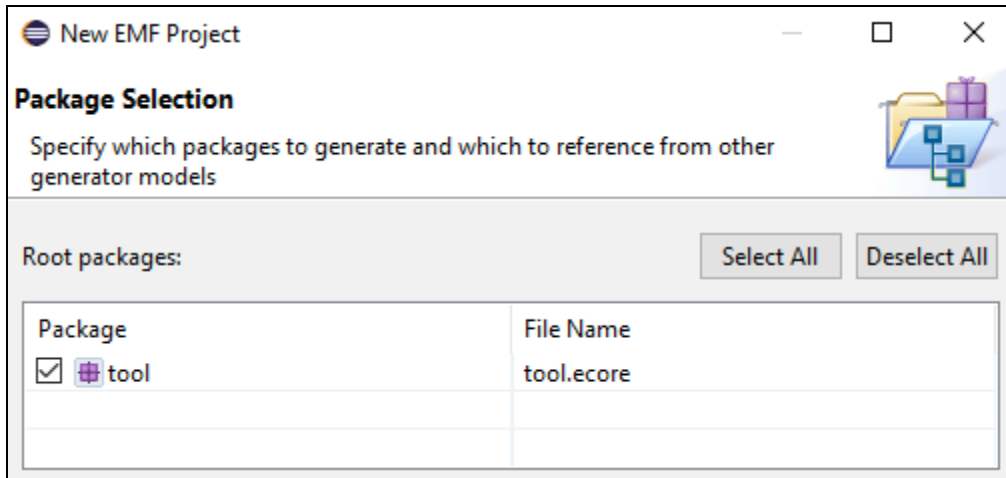 New EMF Project
Package Selection
Specify which packages to generate and which to reference from other
generator models
Root packages:
Select All
Deselect All
Package
File Name
tool
tool.ecore